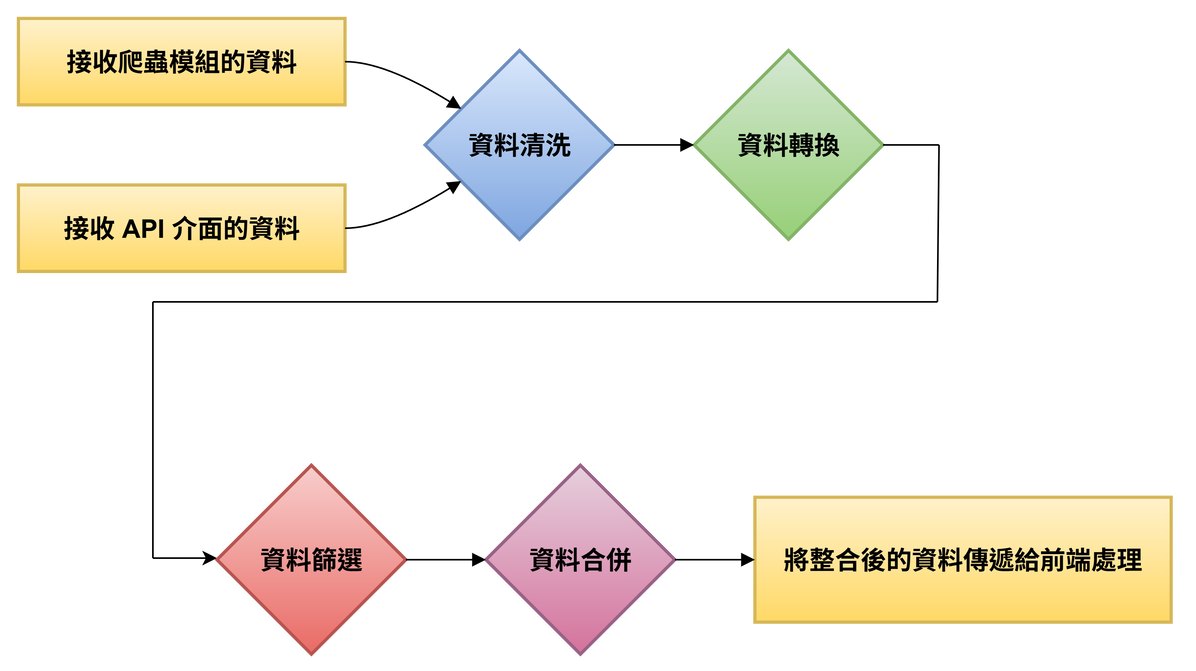 接收爬蟲模組的資料
接收 API 介面的資料
資料清洗
資料轉換
資料篩選
資料合併
將整合後的資料傳遞給前端處理